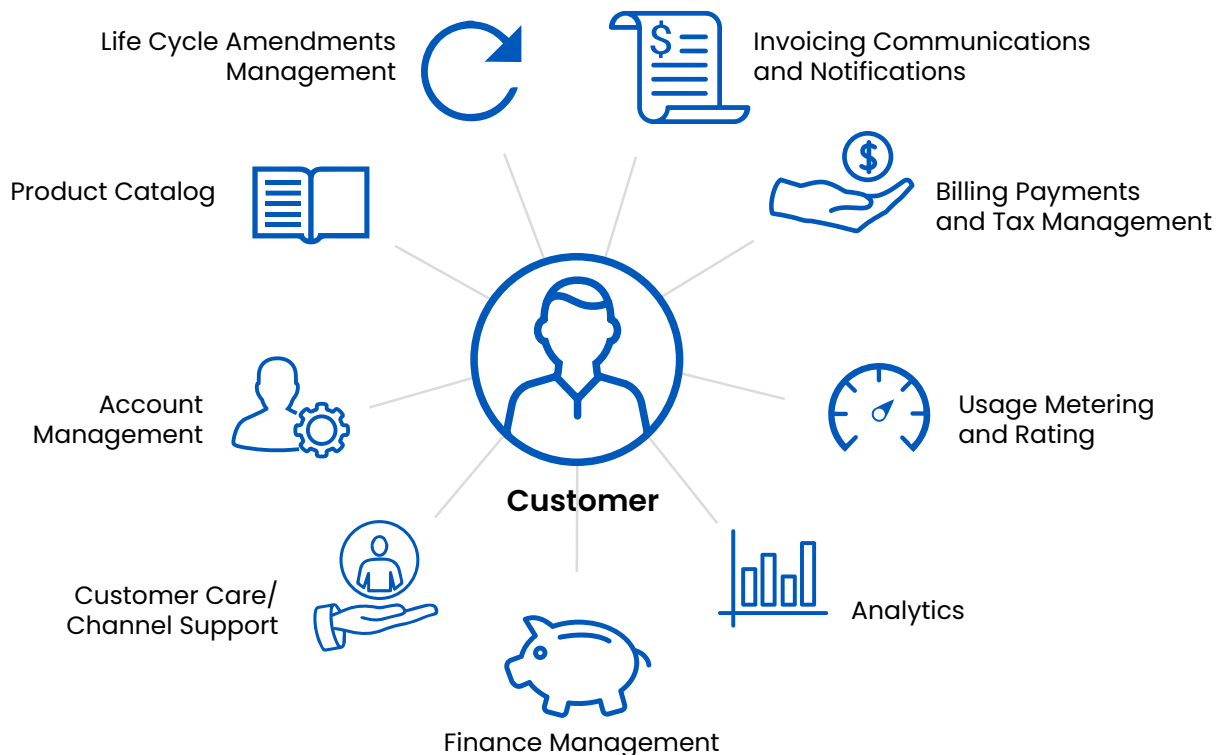 Life Cycle Amendments
Management
$
Invoicing Communications
and Notifications
Product Catalog
$
Billing Payments
and Tax Management
Account
Management
Usage Metering
and Rating
Customer
Customer Care/
Channel Support
Analytics
Finance Management